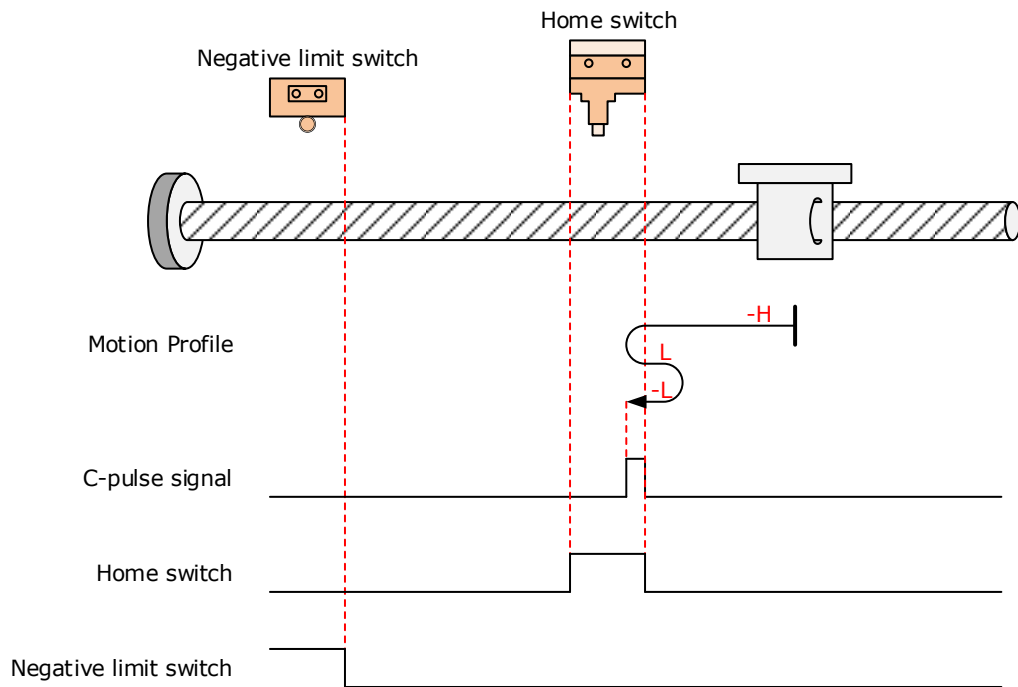 Home switch
Negative limit switch
Motion Profile
-H
L
-L
C-pulse signal
Home switch
Negative limit switch